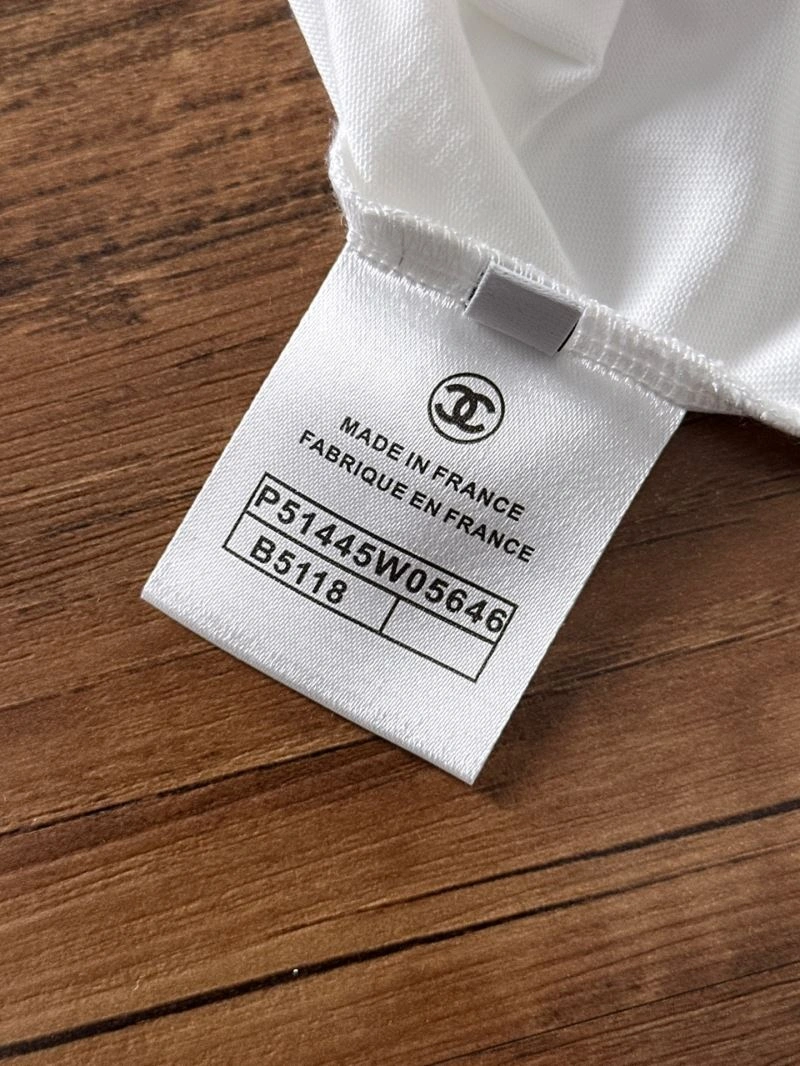 MADE IN FRANCE
FABRIQUE EN FRANCE
P51445W05646
B5118